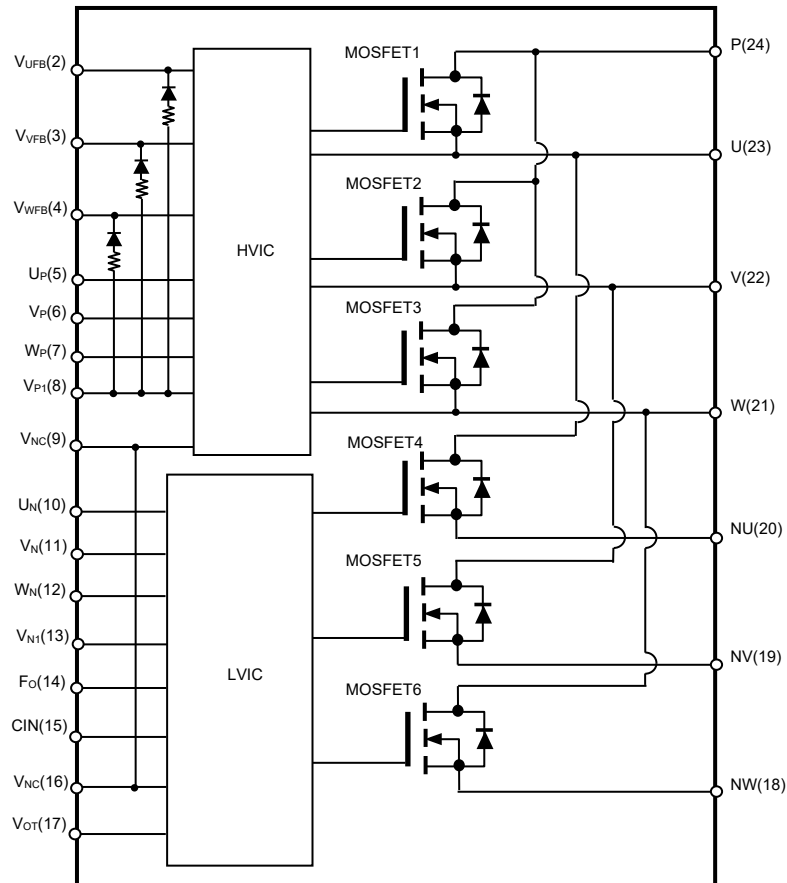 VUFB(2)
VVFB(3)
VWFB(4)
UP(5)
VP(6)
WP(7)
VP1(8)
VNC(9)
UN(10)
VN(11)
WN(12)
VN1(13)
FO(14)
CIN(15)
VNC(16)
VOT(17)
HVIC
LVIC
MOSFET1
MOSFET2
MOSFET3
MOSFET4
MOSFET5
MOSFET6
P(24)
U(23)
V(22)
W(21)
NU(20)
NV(19)
NW(18)